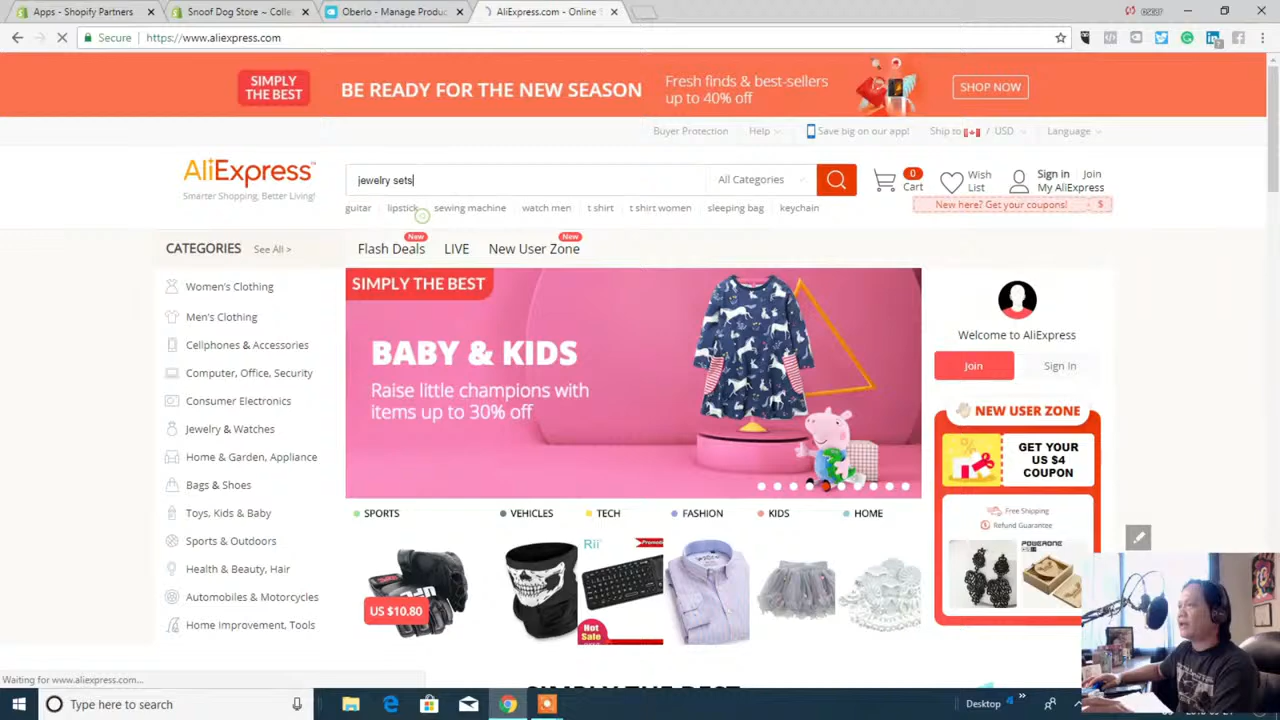 Apps - Shopify Partners
Snoof Dog Store ~ Colle
Oberlo - Manage Produc
AliExpress.com - Online
oscar
Secure https://www.aliexpress.com
SIMPLY THE BEST
BE READY FOR THE NEW SEASON
Fresh finds & best-sellers
up to 40% off
SHOP NOW
Buyer Protection
Help
Save big on our app!
Ship to / USD
Language
AliExpress
Smarter Shopping, Better Living!
jewelry sets
All Categories
0
Cart
Wish
List
Sign in Join
My AliExpress
New here? Get your coupons! $
guitar lipstick sewing machine watch men t shirt t shirt women sleeping bag keychain
CATEGORIES See All >
Flash Deals New LIVE New User Zone New
Women's Clothing
Men's Clothing
Cellphones & Accessories
Computer, Office, Security
Consumer Electronics
Jewelry & Watches
Home & Garden, Appliance
Bags & Shoes
Toys, Kids & Baby
Sports & Outdoors
Health & Beauty, Hair
Automobiles & Motorcycles
Home Improvement, Tools
SIMPLY THE BEST
BABY & KIDS
Raise little champions with
items up to 30% off
Welcome to AliExpress
Join Sign In
NEW USER ZONE
GET YOUR
US $4
COUPON
Free Shipping
Refund Guarantee
POWERONE
SPORTS VEHICLES TECH FASHION KIDS HOME
US $10.80
Rii
Hot
Sale
SIMPLY THE BEST
Waiting for www.aliexpress.com...
Type here to search
Desktop